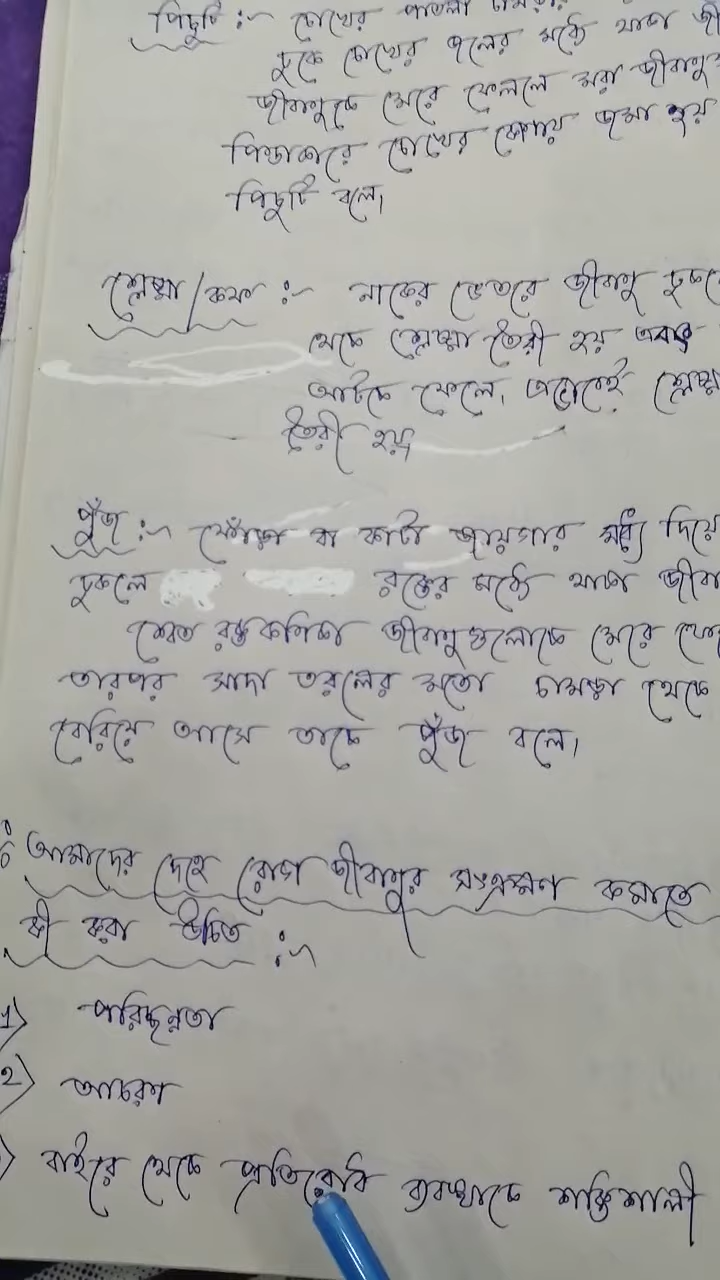 পিচুটি :- চোখের পাতলা
ঢুকে চোখের জলের মধ্যে থাকা
জীবাণুকে মেরে ফেললে মরা জীবাণু
পিন্ডাকারে চোখের কোণায় জমা হয়
পিচুটি বলে।
শ্লেষ্মা / কফ :- নাকের ভেতরে জীবাণু
থেকে শ্লেষ্মা তৈরী হয় এবং
আটকে ফেলে। এভাবেই শ্লেষ্মা
তৈরী হয়।
পুঁজ :- ফোঁড়া বা কাটা জায়গার মধ্যে দিয়ে
ঢুকলে রক্তের মধ্যে থাকা
শ্বেত রক্তকণিকা জীবাণুগুলোকে মেরে
তারপর সাদা তরলের মতো চামড়া থেকে
বেরিয়ে আসে তাকে পুঁজ বলে।
আমাদের দেহে রোগ জীবাণুর সংক্রমণ কমাতে
কী করা উচিত :-
1) পরিচ্ছন্নতা
2) আচরণ
বাইরে থেকে প্রতিরোধ ব্যবস্থাকে শক্তিশালী